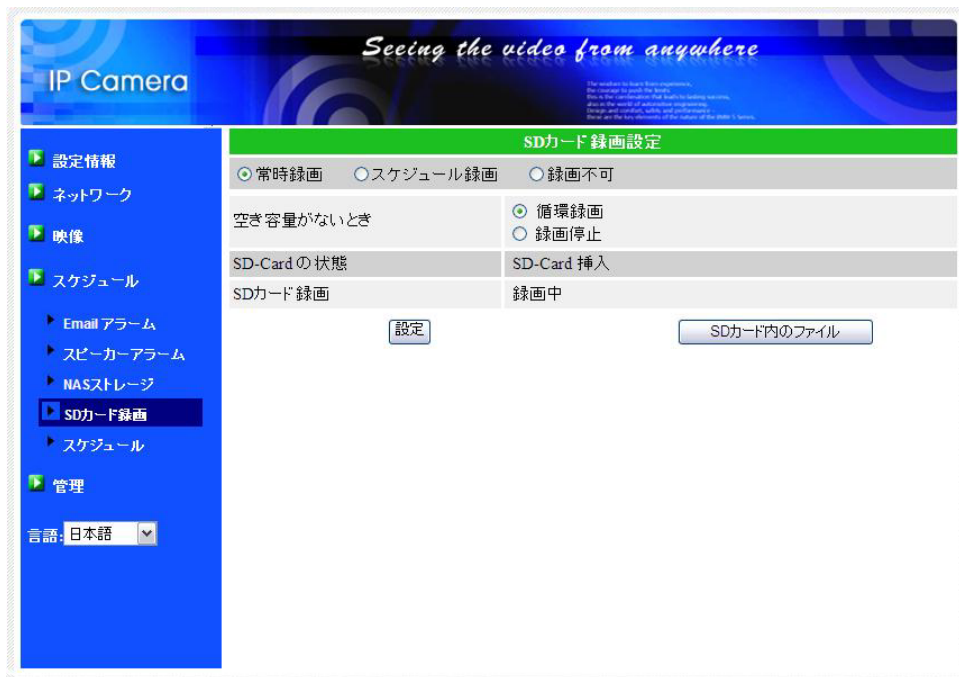 Seeing the video from anywhere
IP Camera
設定情報
ネットワーク
映像
スケジュール
Email アラーム
スピーカーアラーム
NASストレージ
SDカード録画
スケジュール
管理
言語: 日本語
SDカード 録画設定
常時録画 スケジュール録画 録画不可
空き容量がないとき
循環録画
録画停止
SD-Cardの状態 SD-Card 挿入
SDカード録画 録画中
設定 SDカード内のファイル